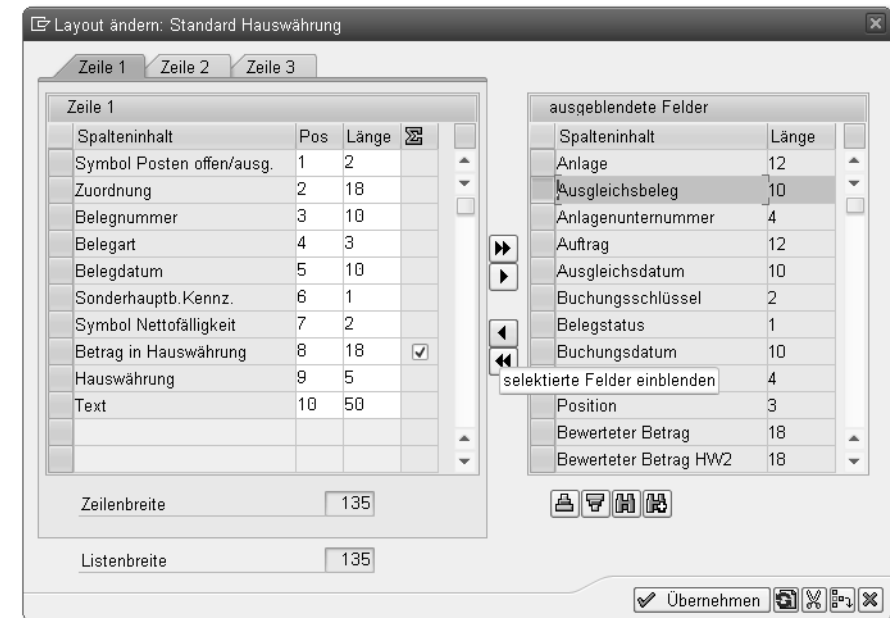 Layout ändern: Standard Hauswährung
Zeile 1 Zeile 2 Zeile 3
Zeile 1
Spalteninhalt Pos Länge Σ
Symbol Posten offen/ausg. 1 2
Zuordnung 2 18
Belegnummer 3 10
Belegart 4 3
Belegdatum 5 10
Sonderhauptb.Kennz. 6 1
Symbol Nettofälligkeit 7 2
Betrag in Hauswährung 8 18
Hauswährung 9 5
Text 10 50
Zeilenbreite 135
Listenbreite 135
ausgeblendete Felder
Spalteninhalt Länge
Anlage 12
Ausgleichsbeleg 10
Anlagenunternummer 4
Auftrag 12
Ausgleichsdatum 10
Buchungsschlüssel 2
Belegstatus 1
Buchungsdatum 10
selektierte Felder einblenden 4
Position 3
Bewerteter Betrag 18
Bewerteter Betrag HW2 18
Übernehmen